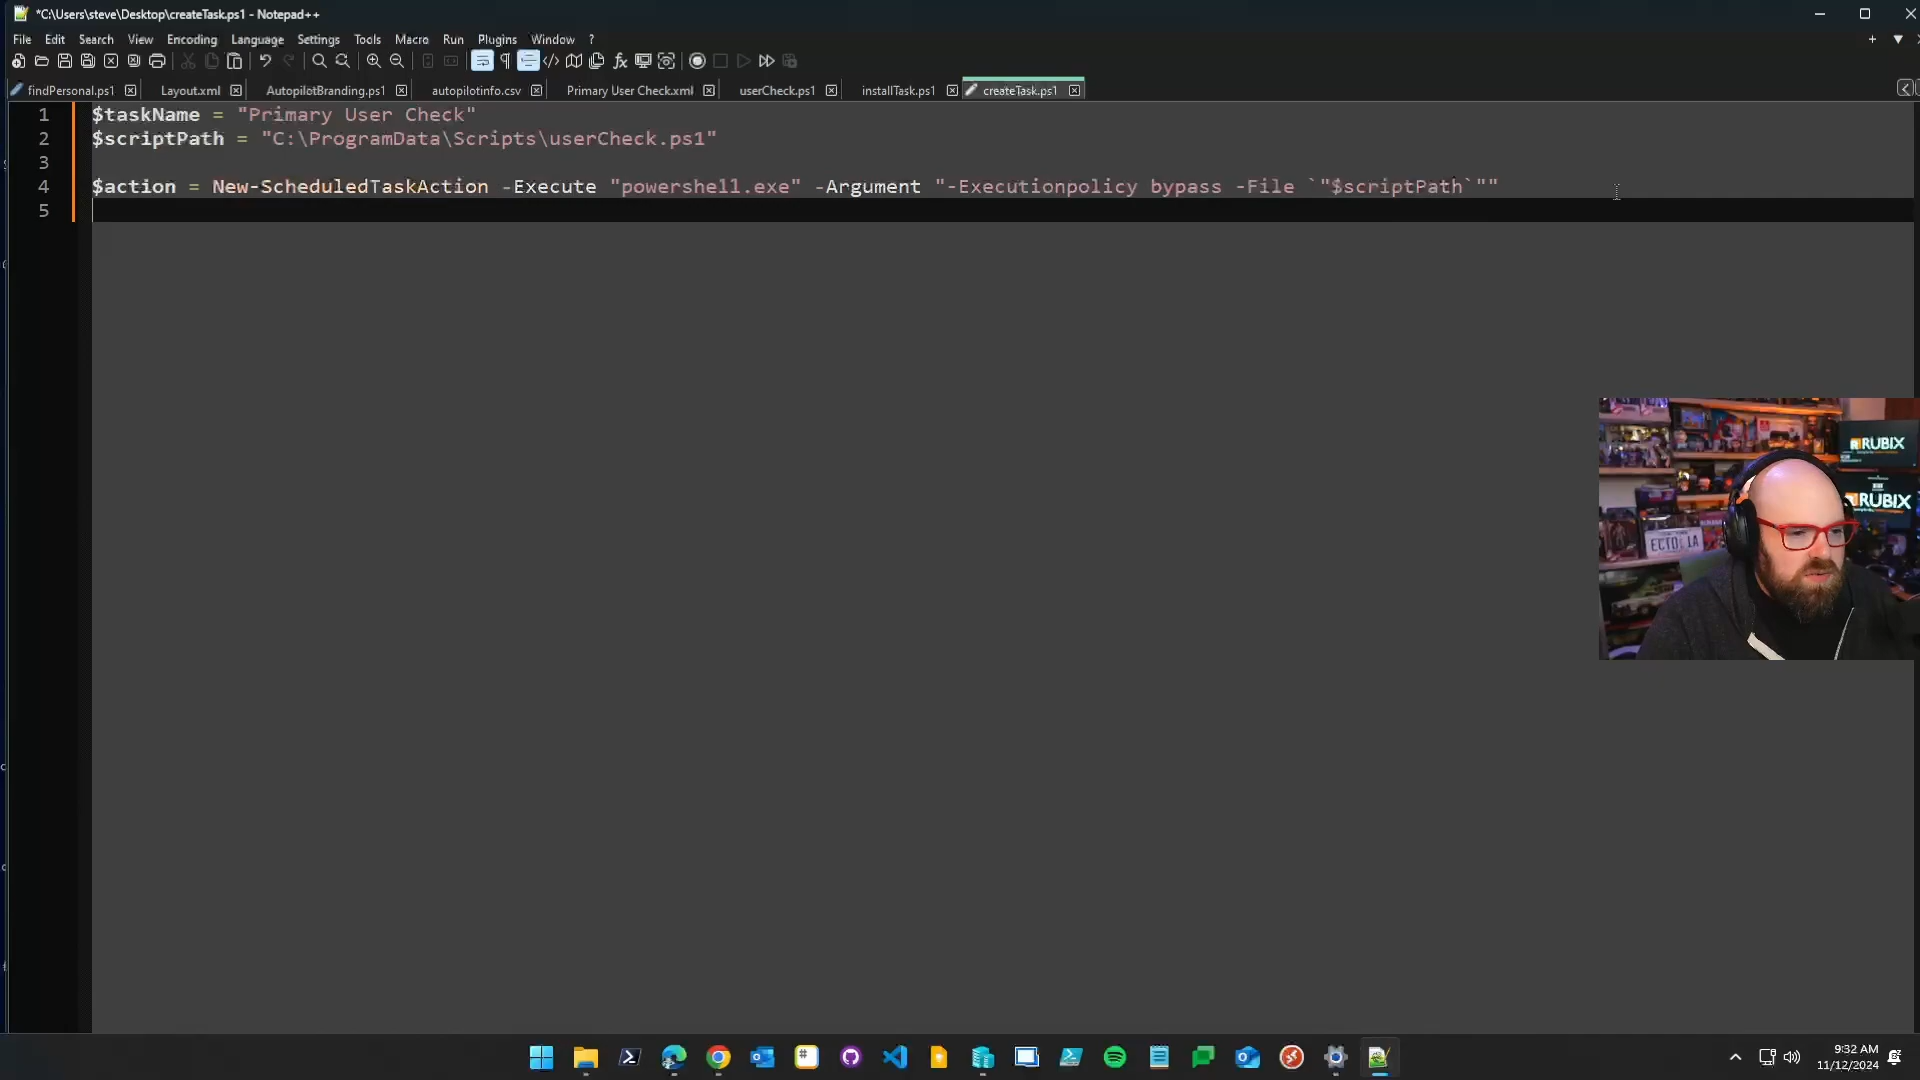 *C:\Users\steve\Desktop\createTask.ps1 - Notepad++
File Edit Search View Encoding Language Settings Tools Macro Run Plugins Window ?
findPersonal.ps1 Layout.xml AutopilotBranding.ps1 autopilotinfo.csv Primary User Check.xml userCheck.ps1 installTask.ps1 createTask.ps1
1 $taskName = "Primary User Check"
2 $scriptPath = "C:\ProgramData\Scripts\userCheck.ps1"
3
4 $action = New-ScheduledTaskAction -Execute "powershell.exe" -Argument "-Executionpolicy bypass -File `"$scriptPath`""
5
RUBIX
RUBIX
ECTO-1A
9:32 AM
11/12/2024